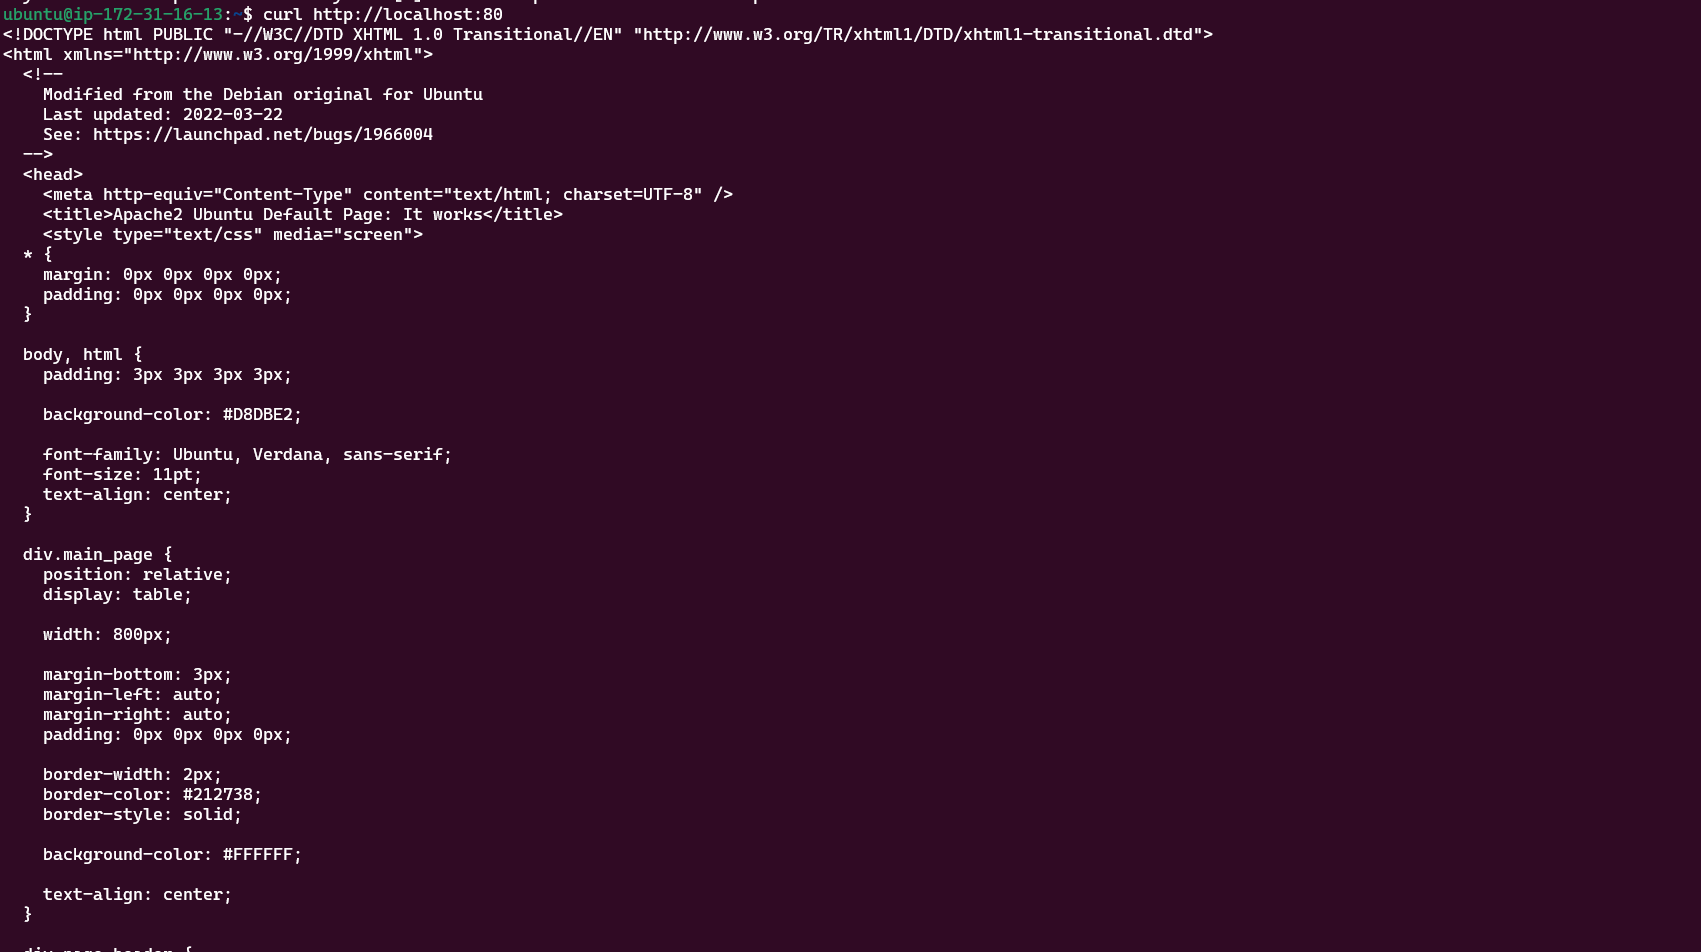 ubuntu@ip-172-31-16-13:~$ curl http://localhost:80
<!DOCTYPE html PUBLIC "-//W3C//DTD XHTML 1.0 Transitional//EN" "http://www.w3.org/TR/xhtml1/DTD/xhtml1-transitional.dtd">
<html xmlns="http://www.w3.org/1999/xhtml">
  <!--
    Modified from the Debian original for Ubuntu
    Last updated: 2022-03-22
    See: https://launchpad.net/bugs/1966004
  -->
  <head>
    <meta http-equiv="Content-Type" content="text/html; charset=UTF-8" />
    <title>Apache2 Ubuntu Default Page: It works</title>
    <style type="text/css" media="screen">
  * {
    margin: 0px 0px 0px 0px;
    padding: 0px 0px 0px 0px;
  }

  body, html {
    padding: 3px 3px 3px 3px;

    background-color: #D8DBE2;

    font-family: Ubuntu, Verdana, sans-serif;
    font-size: 11pt;
    text-align: center;
  }

  div.main_page {
    position: relative;
    display: table;

    width: 800px;

    margin-bottom: 3px;
    margin-left: auto;
    margin-right: auto;
    padding: 0px 0px 0px 0px;

    border-width: 2px;
    border-color: #212738;
    border-style: solid;

    background-color: #FFFFFF;

    text-align: center;
  }